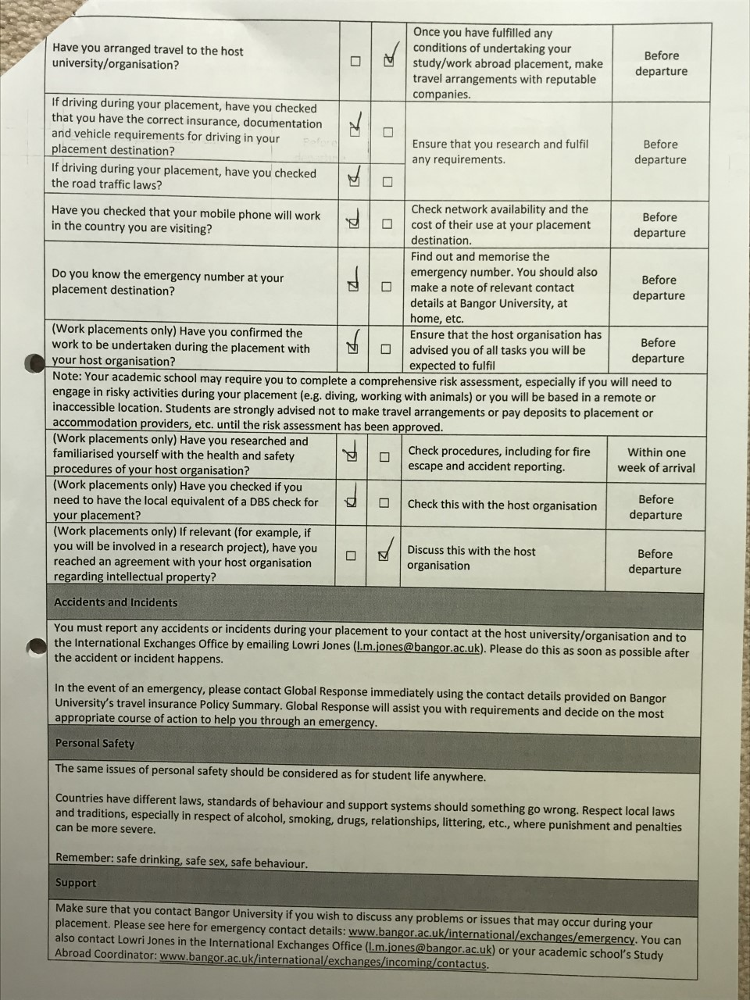 Have you arranged travel to the host
university/organisation?
☐
☑
Once you have fulfilled any
conditions of undertaking your
study/work abroad placement, make
travel arrangements with reputable
companies.
Before
departure
If driving during your placement, have you checked
that you have the correct insurance, documentation
and vehicle requirements for driving in your
placement destination?
☑
☐
Ensure that you research and fulfil
any requirements.
Before
departure
If driving during your placement, have you checked
the road traffic laws?
☑
☐
Have you checked that your mobile phone will work
in the country you are visiting?
☑
☐
Check network availability and the
cost of their use at your placement
destination.
Before
departure
Do you know the emergency number at your
placement destination?
☑
☐
Find out and memorise the
emergency number. You should also
make a note of relevant contact
details at Bangor University, at
home, etc.
Before
departure
(Work placements only) Have you confirmed the
work to be undertaken during the placement with
your host organisation?
☑
☐
Ensure that the host organisation has
advised you of all tasks you will be
expected to fulfil
Before
departure
Note: Your academic school may require you to complete a comprehensive risk assessment, especially if you will need to
engage in risky activities during your placement (e.g. diving, working with animals) or you will be based in a remote or
inaccessible location. Students are strongly advised not to make travel arrangements or pay deposits to placement or
accommodation providers, etc. until the risk assessment has been approved.
(Work placements only) Have you researched and
familiarised yourself with the health and safety
procedures of your host organisation?
☑
☐
Check procedures, including for fire
escape and accident reporting.
Within one
week of arrival
(Work placements only) Have you checked if you
need to have the local equivalent of a DBS check for
your placement?
☑
☐
Check this with the host organisation
Before
departure
(Work placements only) If relevant (for example, if
you will be involved in a research project), have you
reached an agreement with your host organisation
regarding intellectual property?
☐
☑
Discuss this with the host
organisation
Before
departure
Accidents and Incidents
You must report any accidents or incidents during your placement to your contact at the host university/organisation and to
the International Exchanges Office by emailing Lowri Jones (l.m.jones@bangor.ac.uk). Please do this as soon as possible after
the accident or incident happens.
In the event of an emergency, please contact Global Response immediately using the contact details provided on Bangor
University's travel insurance Policy Summary. Global Response will assist you with requirements and decide on the most
appropriate course of action to help you through an emergency.
Personal Safety
The same issues of personal safety should be considered as for student life anywhere.
Countries have different laws, standards of behaviour and support systems should something go wrong. Respect local laws
and traditions, especially in respect of alcohol, smoking, drugs, relationships, littering, etc., where punishment and penalties
can be more severe.
Remember: safe drinking, safe sex, safe behaviour.
Support
Make sure that you contact Bangor University if you wish to discuss any problems or issues that may occur during your
placement. Please see here for emergency contact details: www.bangor.ac.uk/international/exchanges/emergency. You can
also contact Lowri Jones in the International Exchanges Office (l.m.jones@bangor.ac.uk) or your academic school's Study
Abroad Coordinator: www.bangor.ac.uk/international/exchanges/incoming/contactus.